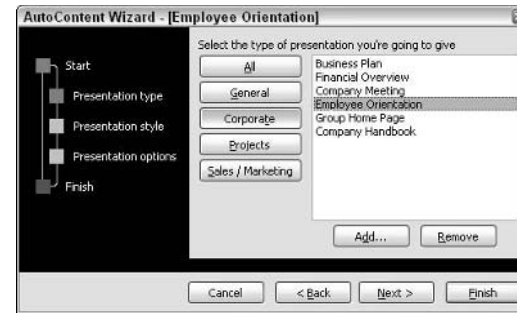 AutoContent Wizard - [Employee Orientation]
Select the type of presentation you're going to give
Start
Presentation type
Presentation style
Presentation options
Finish
All
General
Corporate
Projects
Sales / Marketing
Business Plan
Financial Overview
Company Meeting
Employee Orientation
Group Home Page
Company Handbook
Add... Remove
Cancel < Back Next > Finish